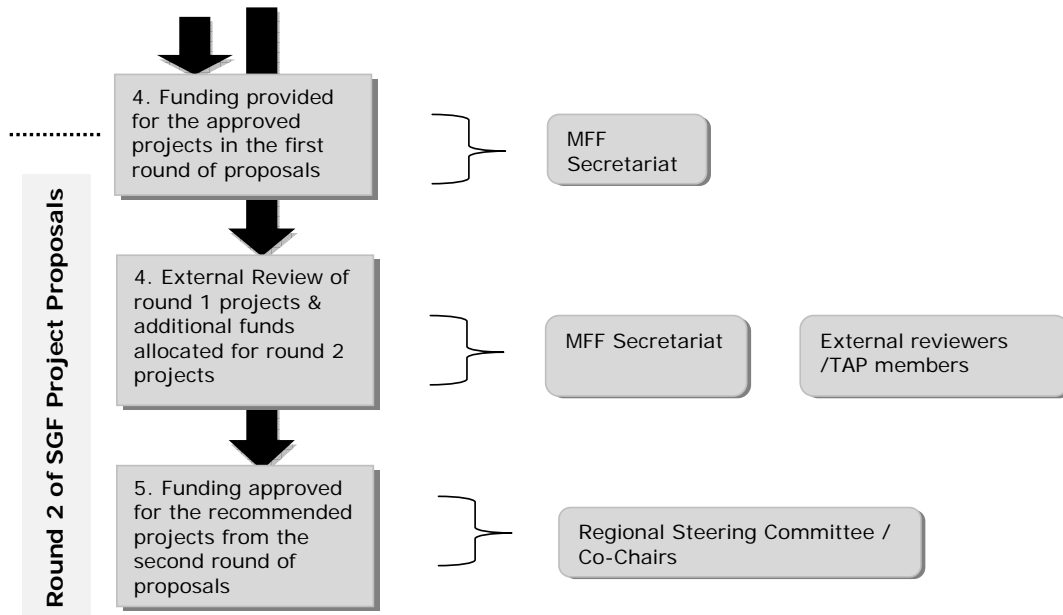 4. Funding provided
for the approved
projects in the first
round of proposals
MFF
Secretariat
Round 2 of SGF Project Proposals
4. External Review of
round 1 projects &
additional funds
allocated for round 2
projects
MFF Secretariat
External reviewers
/TAP members
5. Funding approved
for the recommended
projects from the
second round of
proposals
Regional Steering Committee /
Co-Chairs